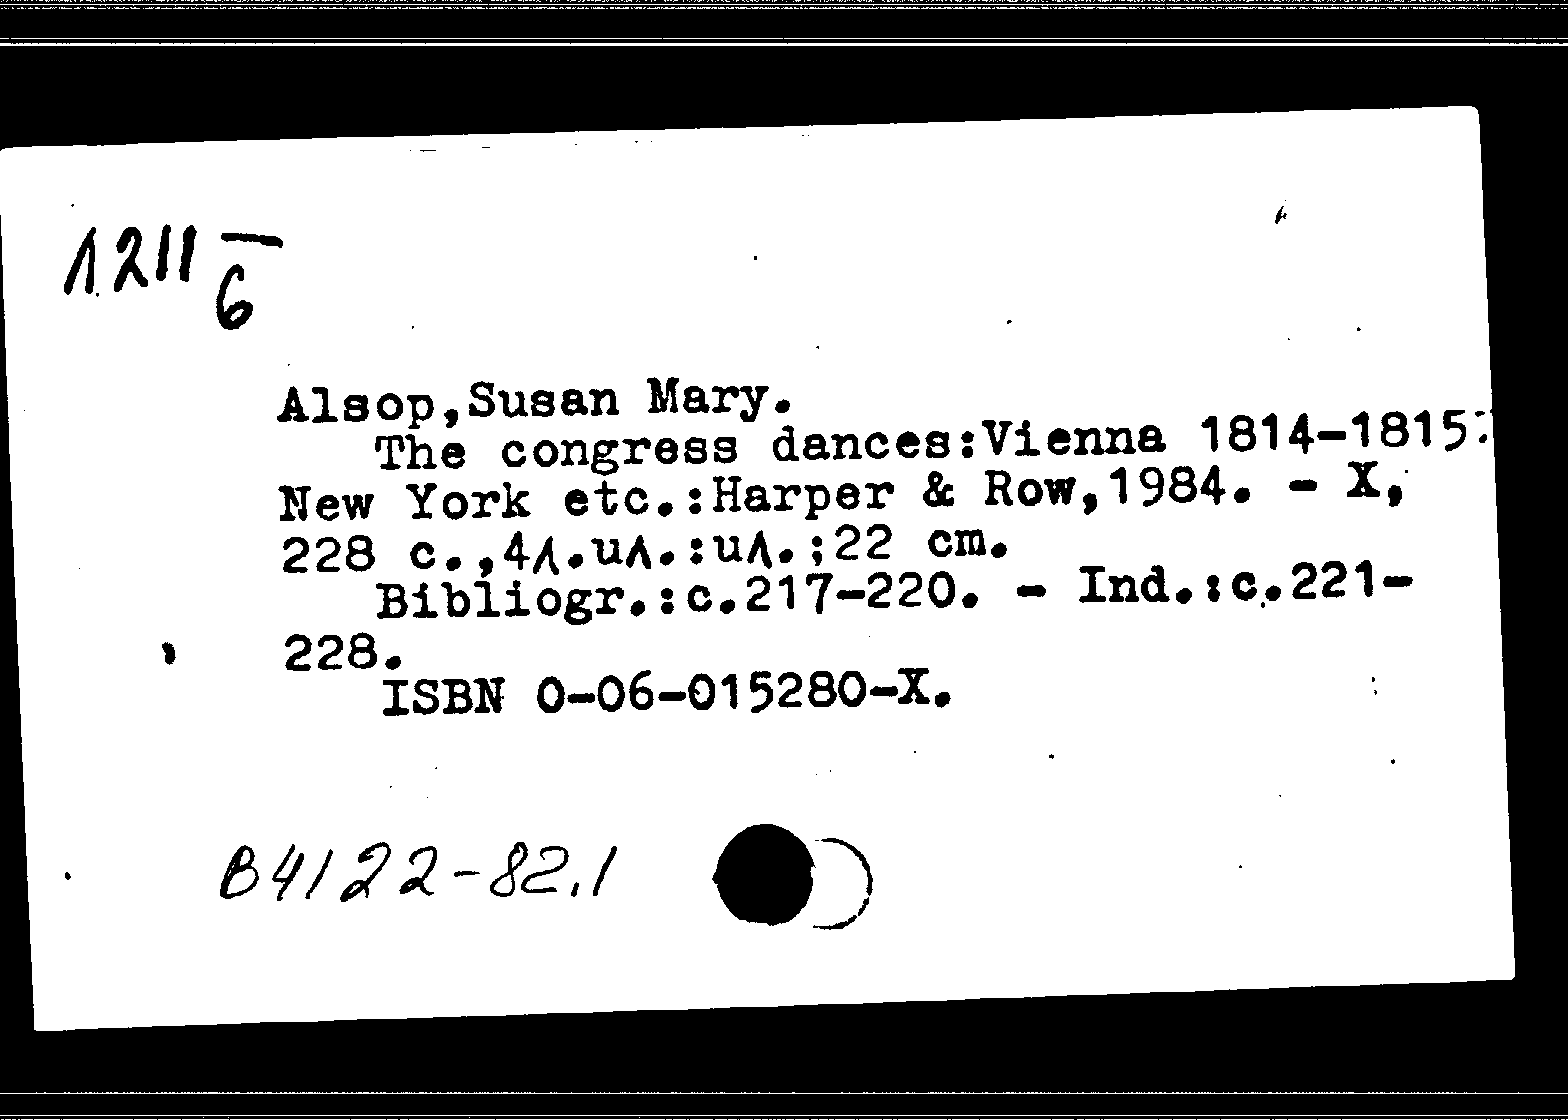 1211 –
6
Alsop,Susan Mary.
The congress dances:Vienna 1814-1815.-
New York etc.:Harper & Row,1984. - X,
228 с.,4л.ил.:ил.;22 cm.
Bibliogr.:c.217-220. - Ind.:c.221-
228.
ISBN 0-06-015280-X.
B4122-82.1